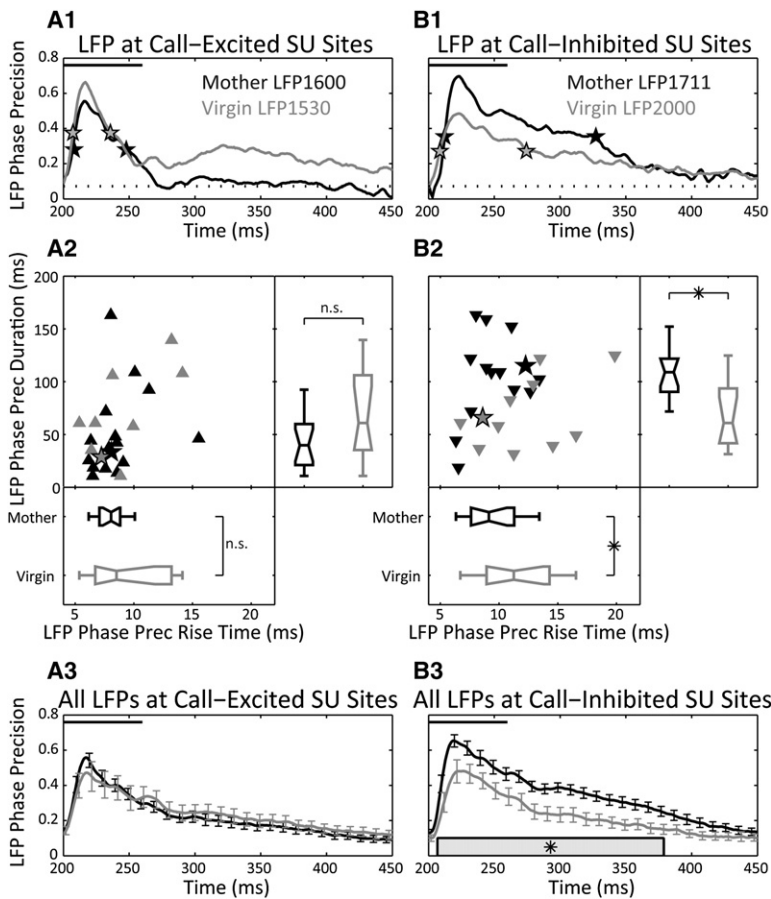 A1
LFP at Call−Excited SU Sites
LFP Phase Precision
0.8
0.6
0.4
0.2
0
Mother LFP1600
Virgin LFP1530
200 250 300 350 400 450
Time (ms)
B1
LFP at Call−Inhibited SU Sites
Mother LFP1711
Virgin LFP2000
200 250 300 350 400 450
Time (ms)
A2
LFP Phase Prec Duration (ms)
200
150
100
50
0
n.s.
Mother
Virgin
n.s.
5 10 15 20
LFP Phase Prec Rise Time (ms)
B2
*
Mother
Virgin
*
5 10 15 20
LFP Phase Prec Rise Time (ms)
A3
All LFPs at Call−Excited SU Sites
LFP Phase Precision
0.8
0.6
0.4
0.2
0
200 250 300 350 400 450
Time (ms)
B3
All LFPs at Call−Inhibited SU Sites
*
200 250 300 350 400 450
Time (ms)